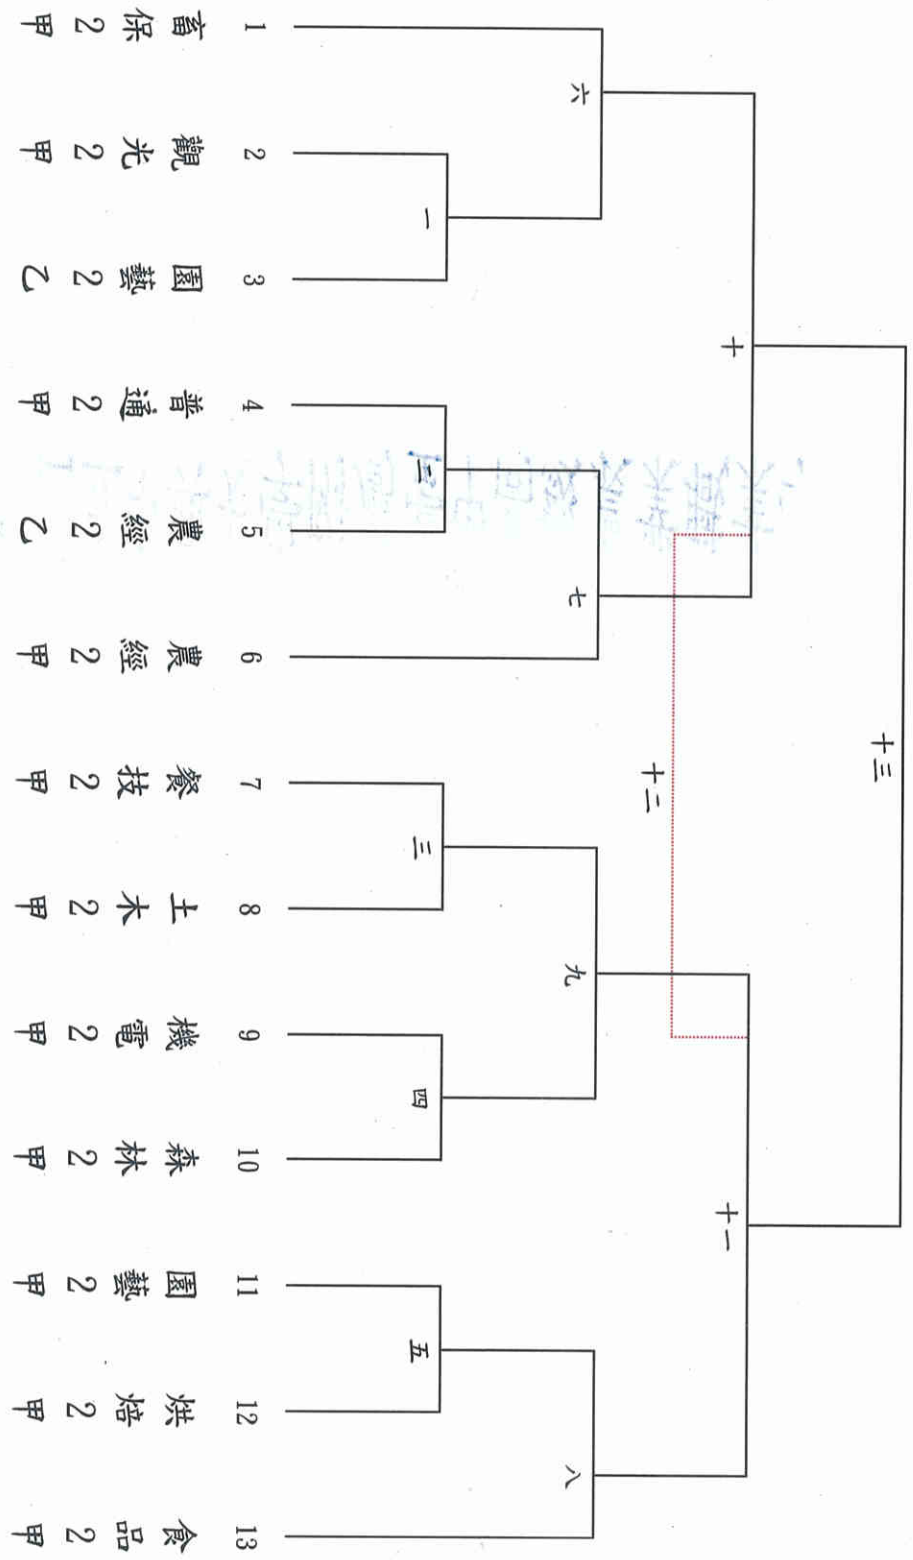 十三
十
十一
十二
六
七
九
八
一
二
三
四
五
1
2
3
4
5
6
7
8
9
10
11
12
13
畜保2甲
觀光2甲
園藝2乙
普通2甲
農經2乙
農經2甲
餐技2甲
土木2甲
機電2甲
森林2甲
園藝2甲
烘焙2甲
食品2甲